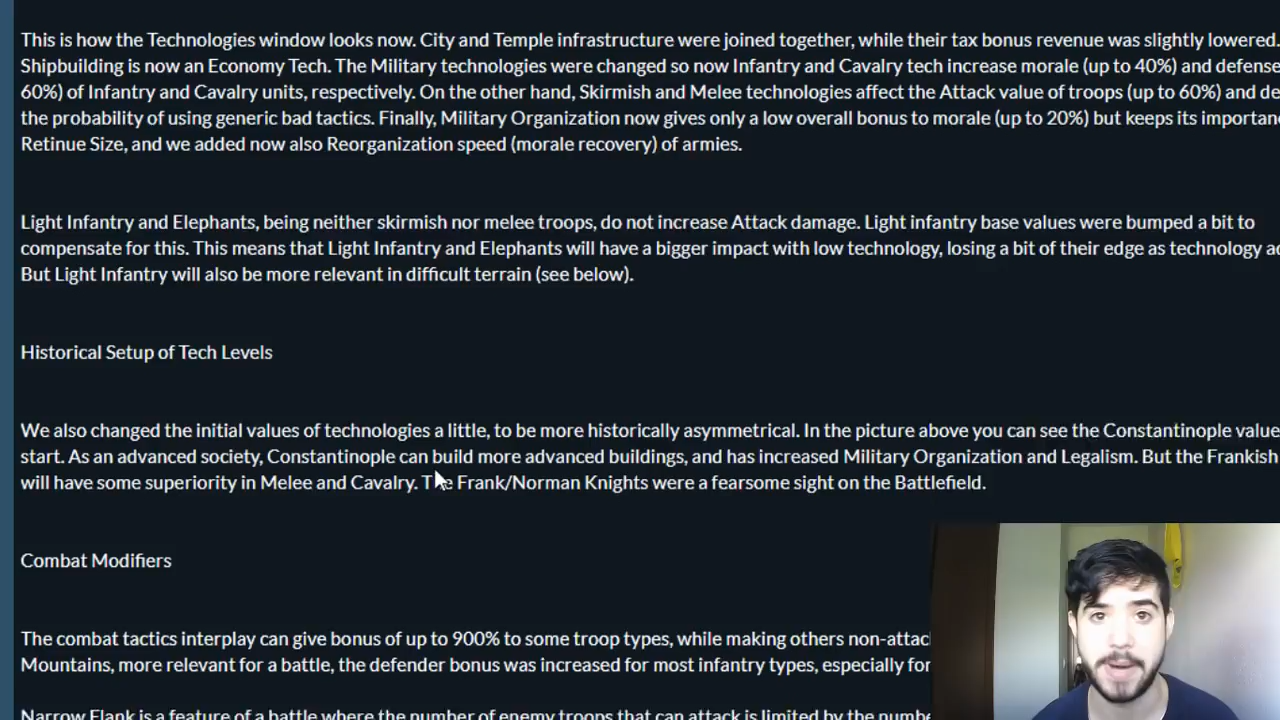 This is how the Technologies window looks now. City and Temple infrastructure were joined together, while their tax bonus revenue was slightly lowered.
Shipbuilding is now an Economy Tech. The Military technologies were changed so now Infantry and Cavalry tech increase morale (up to 40%) and defense
60%) of Infantry and Cavalry units, respectively. On the other hand, Skirmish and Melee technologies affect the Attack value of troops (up to 60%) and
the probability of using generic bad tactics. Finally, Military Organization now gives only a low overall bonus to morale (up to 20%) but keeps its
Retinue Size, and we added now also Reorganization speed (morale recovery) of armies.
Light Infantry and Elephants, being neither skirmish nor melee troops, do not increase Attack damage. Light infantry base values were bumped a bit to
compensate for this. This means that Light Infantry and Elephants will have a bigger impact with low technology, losing a bit of their edge as technology
But Light Infantry will also be more relevant in difficult terrain (see below).
Historical Setup of Tech Levels
We also changed the initial values of technologies a little, to be more historically asymmetrical. In the picture above you can see the Constantinople
start. As an advanced society, Constantinople can build more advanced buildings, and has increased Military Organization and Legalism. But the Frankish
will have some superiority in Melee and Cavalry. The Frank/Norman Knights were a fearsome sight on the Battlefield.
Combat Modifiers
The combat tactics interplay can give bonus of up to 900% to some troop types, while making others
Mountains, more relevant for a battle, the defender bonus was increased for most infantry types, especially for
Narrow Flank is a feature of a battle where the number of enemy troops that can attack is limited by the